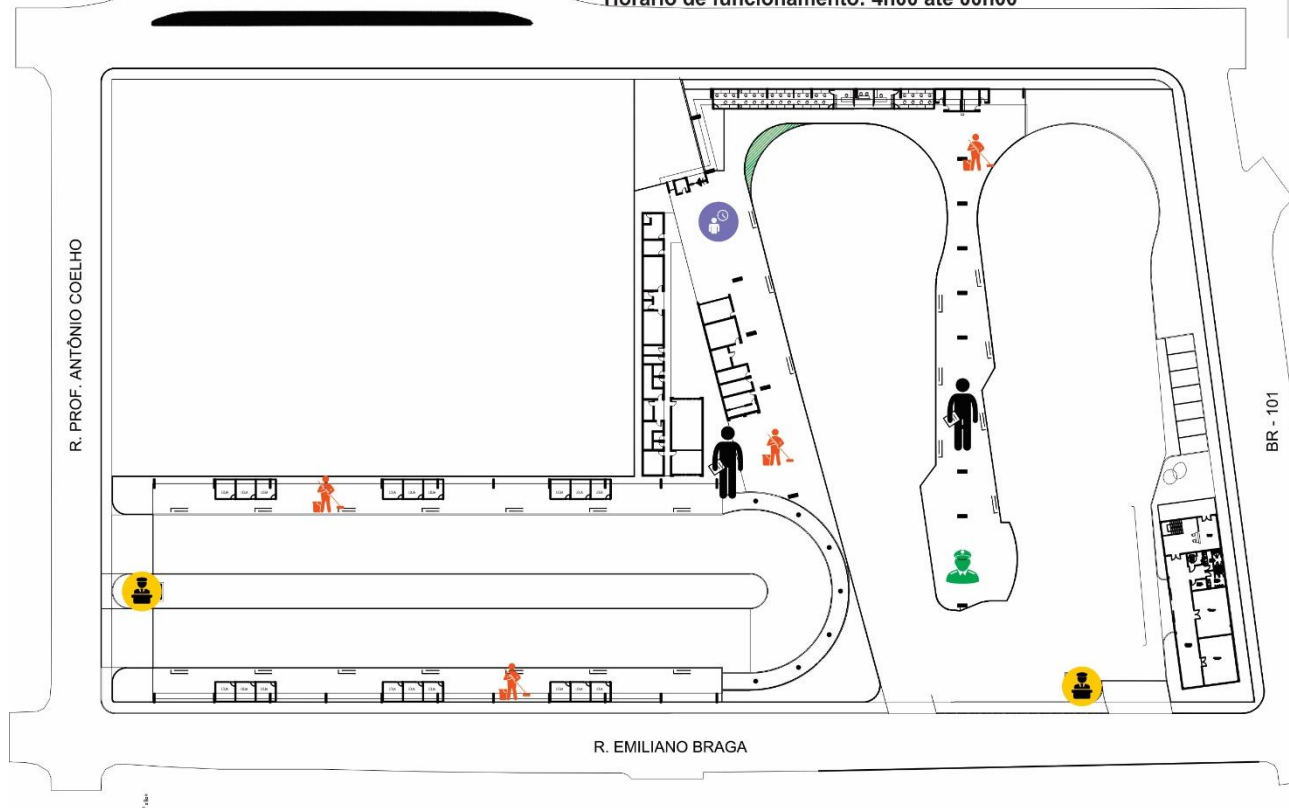 Horário de funcionamento: 4h00 até 00h00
R. PROF. ANTÔNIO COELHO
BR - 101
R. EMILIANO BRAGA